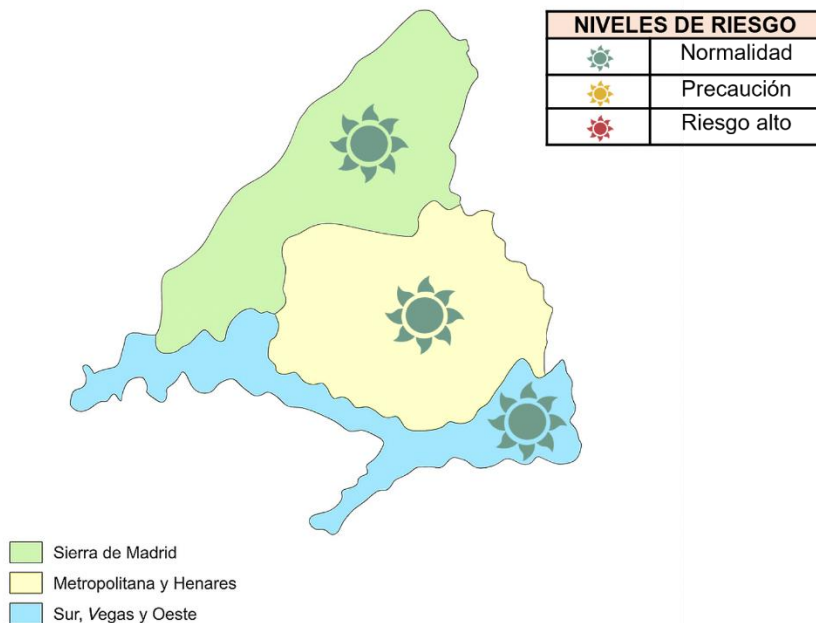 NIVELES DE RIESGO
Normalidad
Precaución
Riesgo alto
Sierra de Madrid
Metropolitana y Henares
Sur, Vegas y Oeste